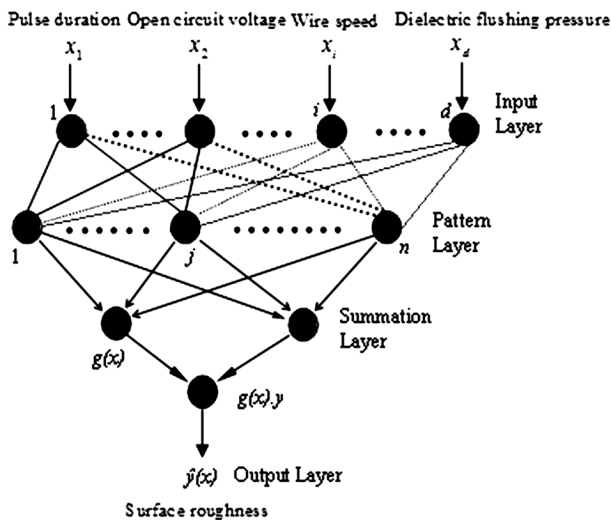 Pulse duration Open circuit voltage Wire speed Dielectric flushing pressure
x₁ x₂ xᵢ x_d
1 i d Input
Layer
1 j n Pattern
Layer
Summation
Layer
g(x)
g(x).y
ŷ(x) Output Layer
Surface roughness